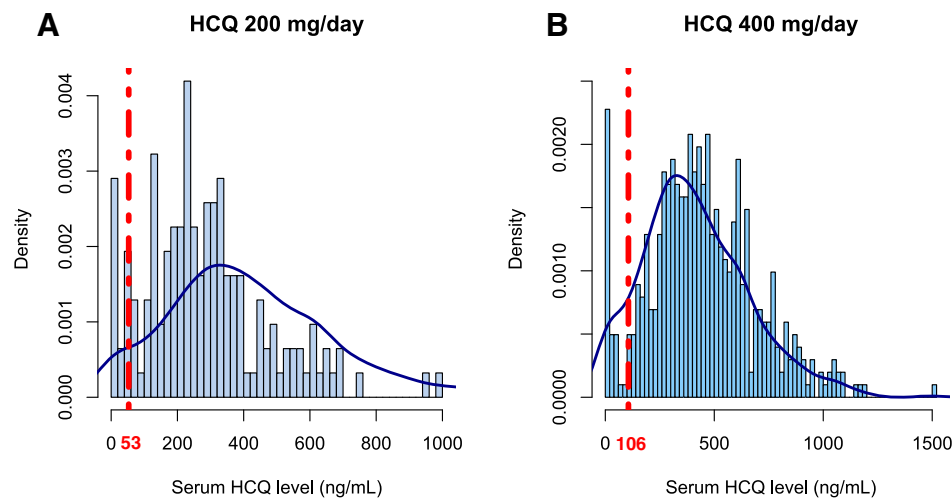 A
HCQ 200 mg/day
Density
0.004
0.003
0.002
0.001
0.000
0 53 200 400 600 800 1000
Serum HCQ level (ng/mL)
B
HCQ 400 mg/day
Density
0.0020
0.0010
0.0000
0 106 500 1000 1500
Serum HCQ level (ng/mL)